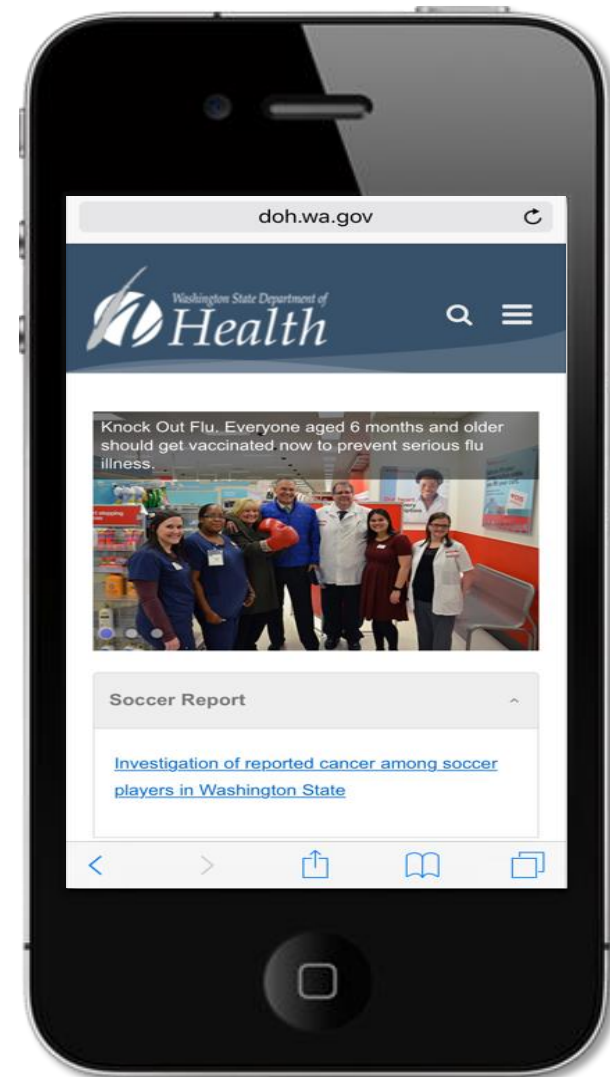 doh.wa.gov
Washington State Department of
Health
Knock Out Flu. Everyone aged 6 months and older
should get vaccinated now to prevent serious flu
illness.
Soccer Report
Investigation of reported cancer among soccer
players in Washington State